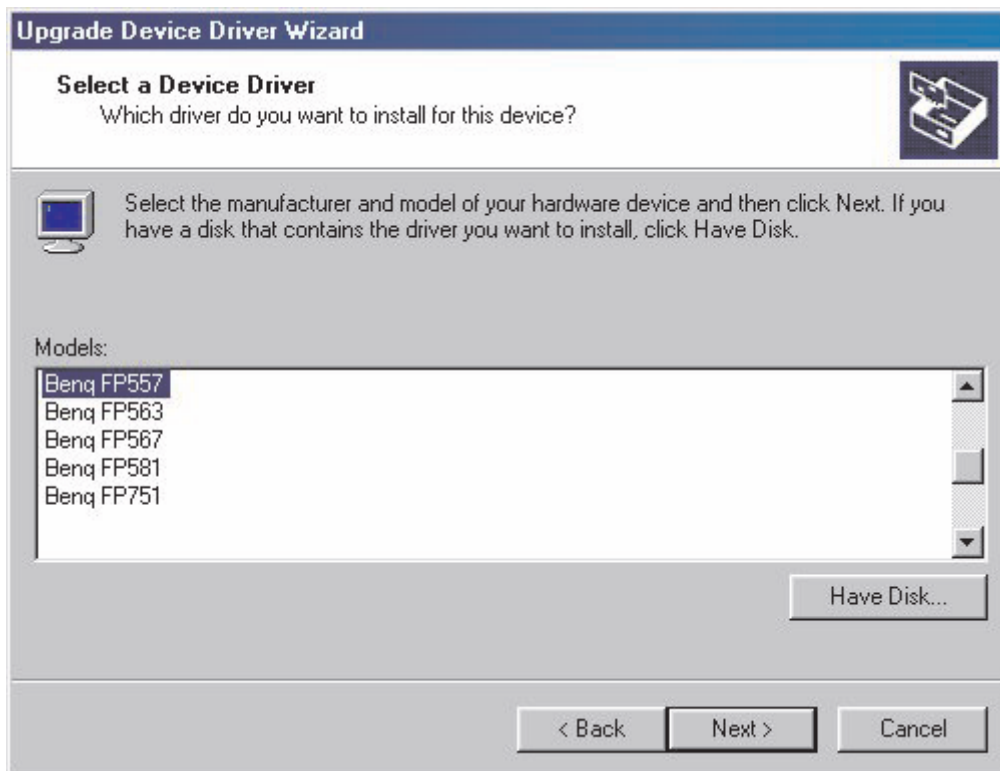 Upgrade Device Driver Wizard
Select a Device Driver
Which driver do you want to install for this device?
Select the manufacturer and model of your hardware device and then click Next. If you
have a disk that contains the driver you want to install, click Have Disk.
Models:
Benq FP557
Benq FP563
Benq FP567
Benq FP581
Benq FP751
Have Disk...
< Back
Next >
Cancel